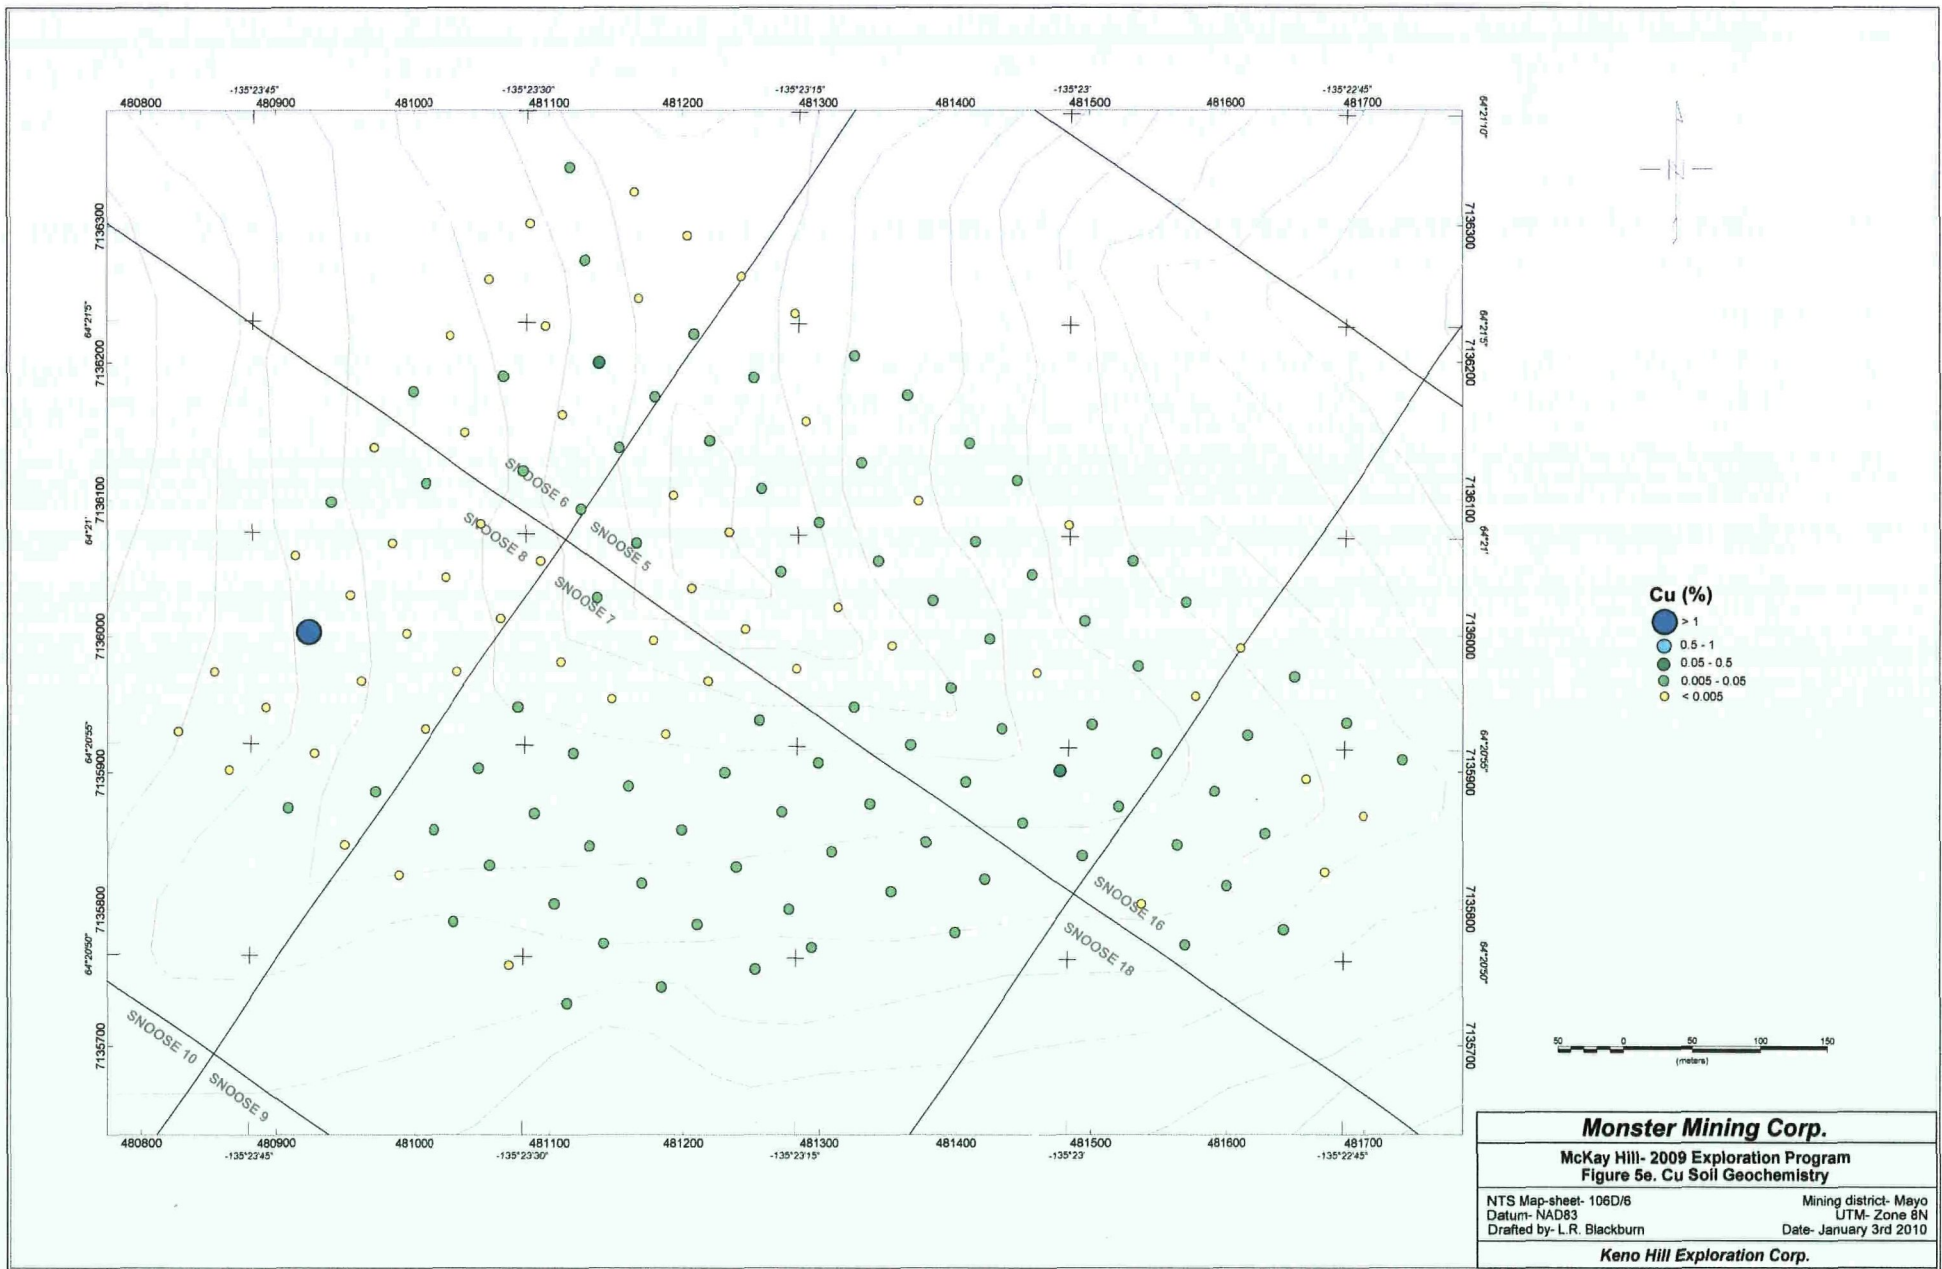 -135°23'45" -135°23'30" -135°23'15" -135°23' -135°22'45"
480800 480900 481000 481100 481200 481300 481400 481500 481600 481700
64°21'10"
7136300 7136300
64°21'5" 64°21'5"
7136200 7136200
7136100 7136100
64°21' 64°21'
7136000 7136000
64°20'55" 64°20'55"
7135900 7135900
7135800 7135800
64°20'50" 64°20'50"
7135700 7135700
SNOOSE 6
SNOOSE 8
SNOOSE 5
SNOOSE 7
SNOOSE 16
SNOOSE 18
SNOOSE 10
SNOOSE 9
480800 480900 481000 481100 481200 481300 481400 481500 481600 481700
-135°23'45" -135°23'30" -135°23'15" -135°23' -135°22'45"
Cu (%)
> 1
0.5 - 1
0.05 - 0.5
0.005 - 0.05
< 0.005
50 0 50 100 150
(meters)
Monster Mining Corp.
McKay Hill- 2009 Exploration Program
Figure 5e. Cu Soil Geochemistry
NTS Map-sheet- 106D/6 Mining district- Mayo
Datum- NAD83 UTM- Zone 8N
Drafted by- L.R. Blackburn Date- January 3rd 2010
Keno Hill Exploration Corp.